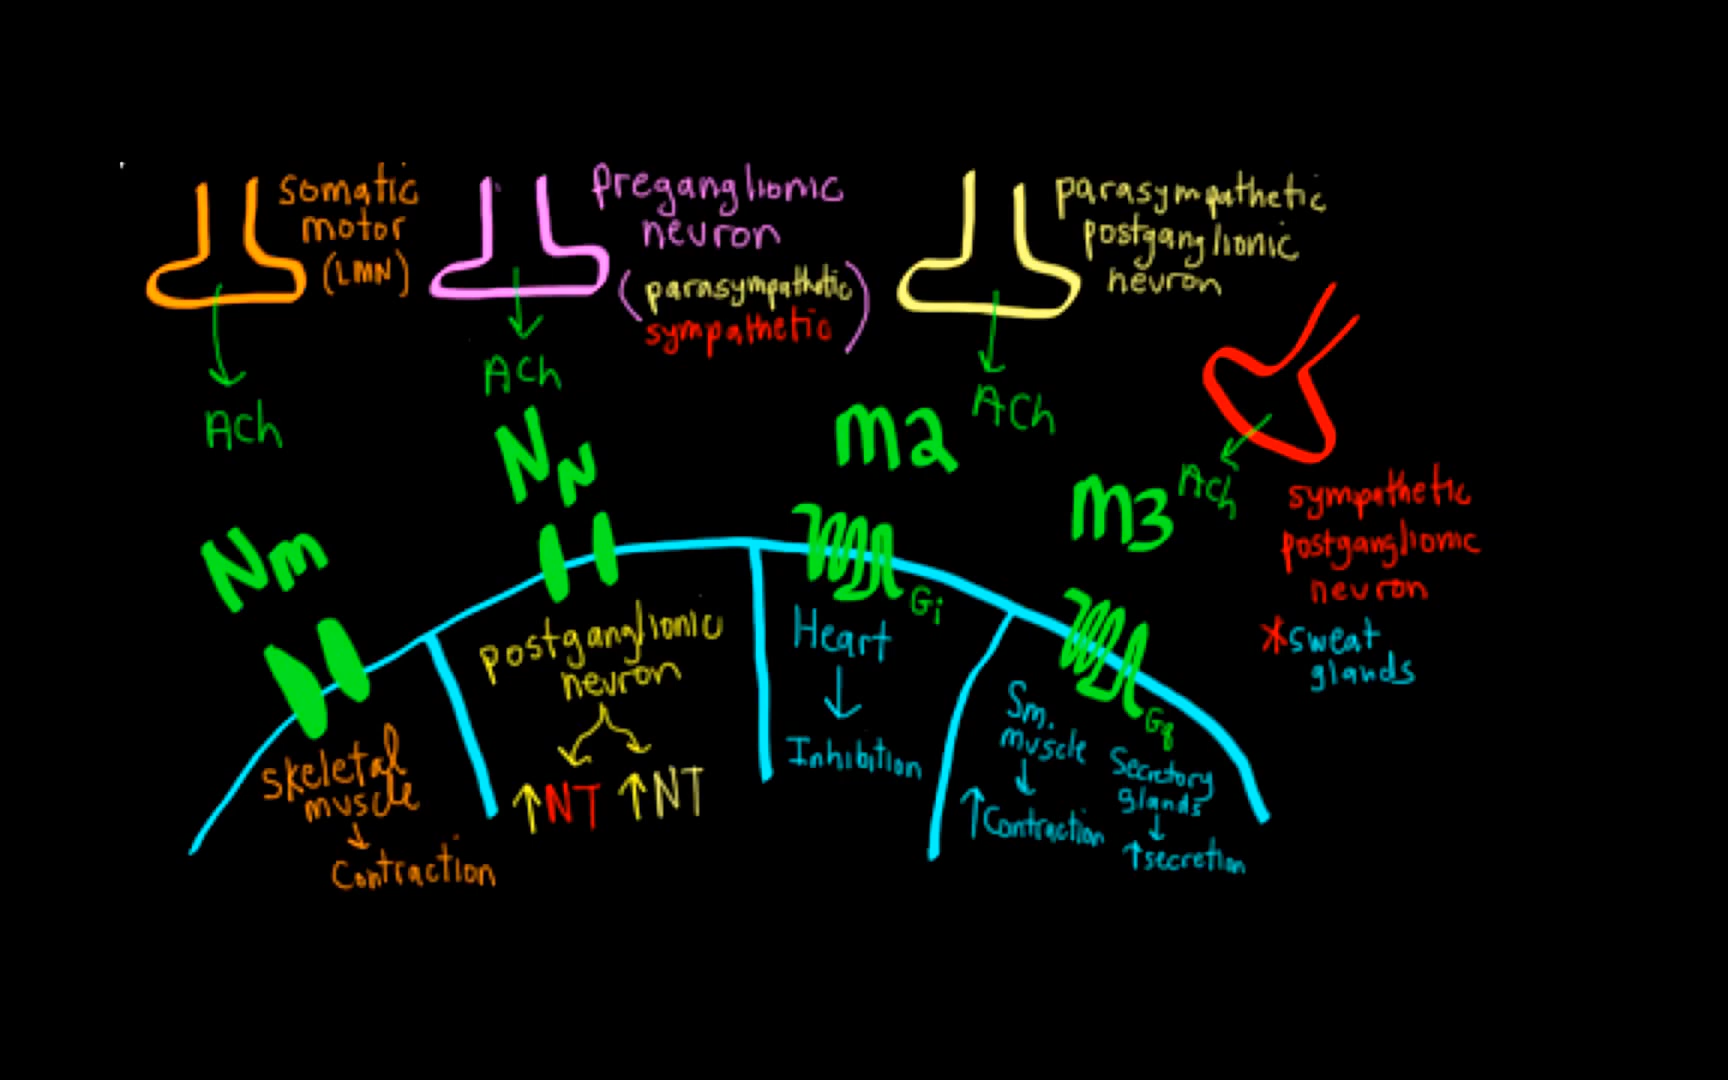 somatic
motor
(LMN)
ACh
Nm
skeletal
muscle
Contraction
preganglionic
neuron
(parasympathetic
sympathetic)
ACh
NN
postganglionic
neuron
↑NT ↑NT
parasympathetic
postganglionic
neuron
ACh
M2
Gi
Heart
Inhibition
M3
ACh
Gq
Sm.
muscle
↑Contraction
Secretory
glands
↑secretion
sympathetic
postganglionic
neuron
*sweat
glands